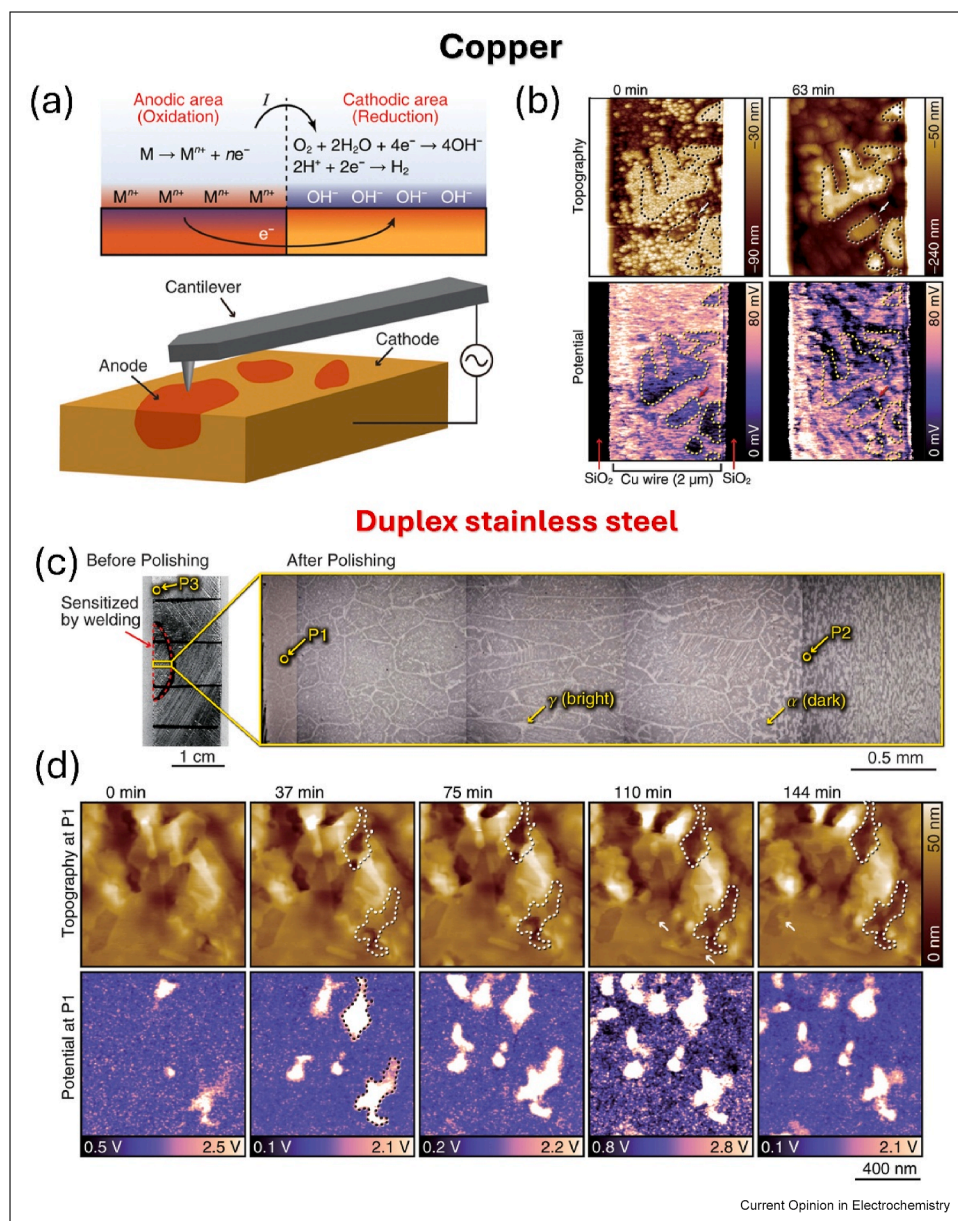 Copper
(a)
Anodic area
(Oxidation)
I
Cathodic area
(Reduction)
M → Mⁿ⁺ + ne⁻
O₂ + 2H₂O + 4e⁻ → 4OH⁻
2H⁺ + 2e⁻ → H₂
Mⁿ⁺ Mⁿ⁺ Mⁿ⁺ Mⁿ⁺ OH⁻ OH⁻ OH⁻ OH⁻
e⁻
Cantilever
Cathode
Anode
(b)
0 min 63 min
Topography
−90 nm −30 nm
−240 nm −50 nm
Potential
0 mV 80 mV
0 mV 80 mV
SiO₂ Cu wire (2 μm) SiO₂
Duplex stainless steel
(c)
Before Polishing After Polishing
P3
Sensitized
by welding
P1
P2
γ (bright)
α (dark)
1 cm
0.5 mm
(d)
0 min 37 min 75 min 110 min 144 min
Topography at P1
0 nm 50 nm
Potential at P1
0.5 V 2.5 V 0.1 V 2.1 V 0.2 V 2.2 V 0.8 V 2.8 V 0.1 V 2.1 V
400 nm
Current Opinion in Electrochemistry